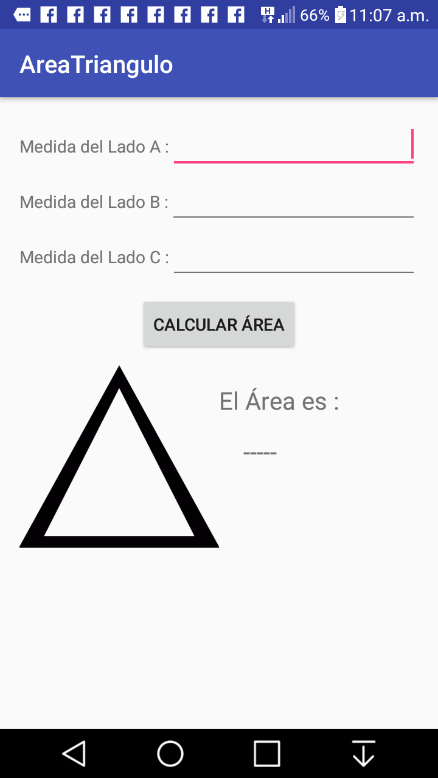 66% 11:07 a.m.
AreaTriangulo
Medida del Lado A :
Medida del Lado B :
Medida del Lado C :
CALCULAR ÁREA
El Área es :
-----